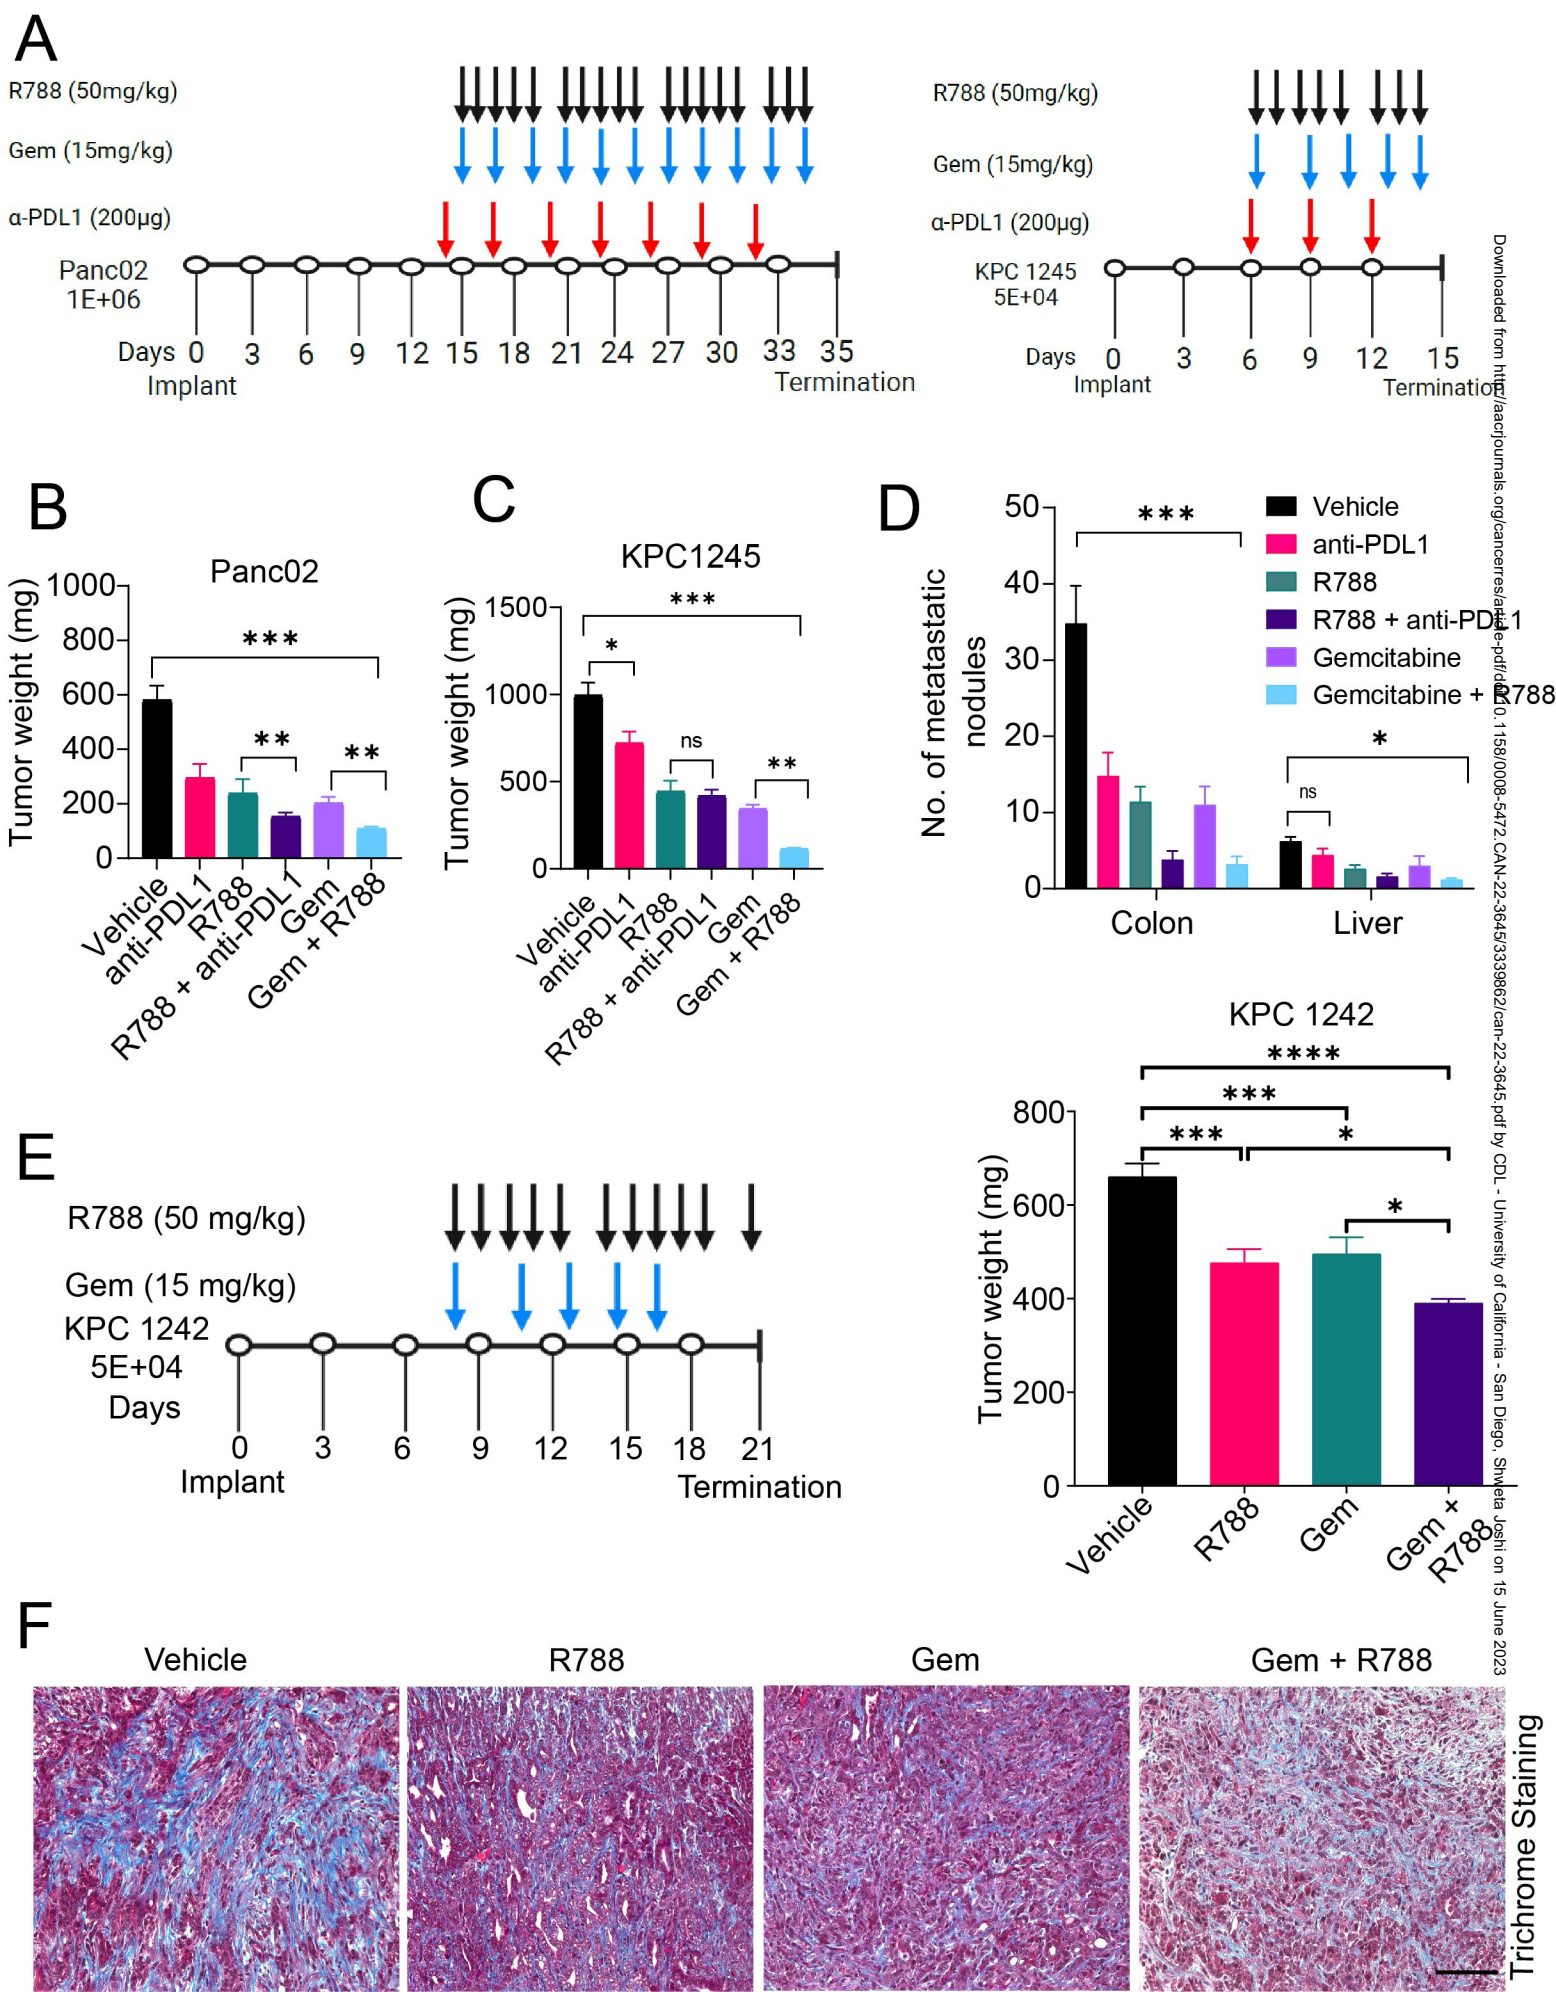 A
R788 (50mg/kg)
Gem (15mg/kg)
α-PDL1 (200µg)
Panc02
1E+06
Days 0 3 6 9 12 15 18 21 24 27 30 33 35
Implant
Termination
R788 (50mg/kg)
Gem (15mg/kg)
α-PDL1 (200µg)
KPC 1245
5E+04
Days 0 3 6 9 12 15
Implant
Termination
B
Panc02
Tumor weight (mg)
1000
800
600
400
200
0
***
**
**
Vehicle
anti-PDL1
R788
R788 + anti-PDL1
Gem
Gem + R788
C
KPC1245
Tumor weight (mg)
1500
1000
500
0
***
*
ns
**
Vehicle
anti-PDL1
R788
R788 + anti-PDL1
Gem
Gem + R788
D
No. of metatastatic
nodules
50
40
30
20
10
0
***
*
ns
Colon
Liver
Vehicle
anti-PDL1
R788
R788 + anti-PDL1
Gemcitabine
Gemcitabine + R788
E
R788 (50 mg/kg)
Gem (15 mg/kg)
KPC 1242
5E+04
Days
0 3 6 9 12 15 18 21
Implant
Termination
KPC 1242
Tumor weight (mg)
800
600
400
200
0
****
***
***
*
*
Vehicle
R788
Gem
Gem +
R788
F
Vehicle
R788
Gem
Gem + R788
Trichrome Staining
Downloaded from http://aacrjournals.org/cancerres/article-pdf/doi/10.1158/0008-5472.CAN-22-3645/3339862/can-22-3645.pdf by CDL - University of California - San Diego, Shweta Joshi on 15 June 2023